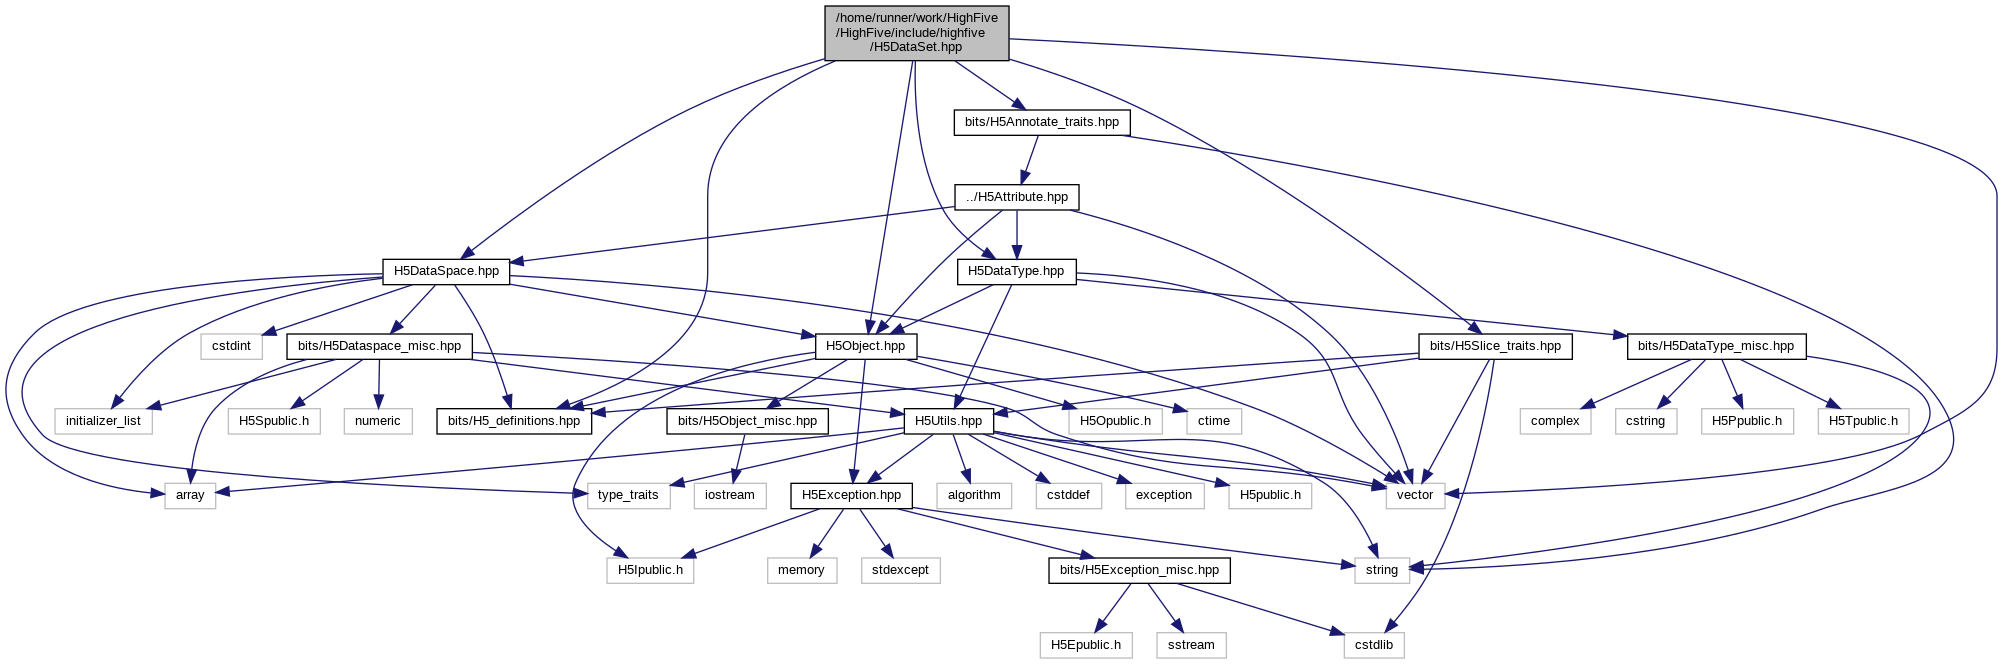 /home/runner/work/HighFive
/HighFive/include/highfive
/H5DataSet.hpp
bits/H5Annotate_traits.hpp
../H5Attribute.hpp
H5DataSpace.hpp
H5DataType.hpp
cstdint
bits/H5Dataspace_misc.hpp
H5Object.hpp
bits/H5Slice_traits.hpp
bits/H5DataType_misc.hpp
initializer_list
H5Spublic.h
numeric
bits/H5_definitions.hpp
bits/H5Object_misc.hpp
H5Utils.hpp
H5Opublic.h
ctime
complex
cstring
H5Ppublic.h
H5Tpublic.h
array
type_traits
iostream
H5Exception.hpp
algorithm
cstddef
exception
H5public.h
vector
H5Ipublic.h
memory
stdexcept
bits/H5Exception_misc.hpp
string
H5Epublic.h
sstream
cstdlib